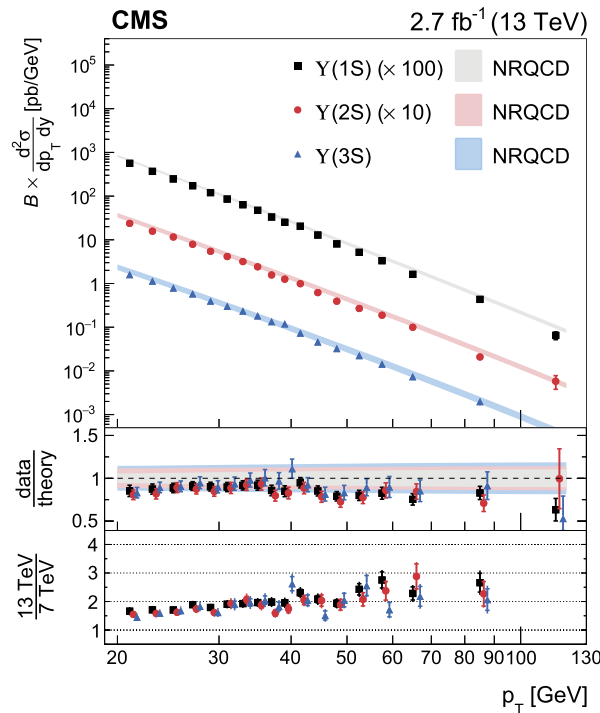 CMS 2.7 fb⁻¹ (13 TeV)
B × d²σ / dp_T dy [pb/GeV]
10⁵
10⁴
10³
10²
10
1
10⁻¹
10⁻²
10⁻³
ϒ(1S) (× 100) NRQCD
ϒ(2S) (× 10) NRQCD
ϒ(3S) NRQCD
data
theory
1.5
1
0.5
13 TeV
7 TeV
4
3
2
1
20 30 40 50 60 70 80 90 100 130
p_T [GeV]